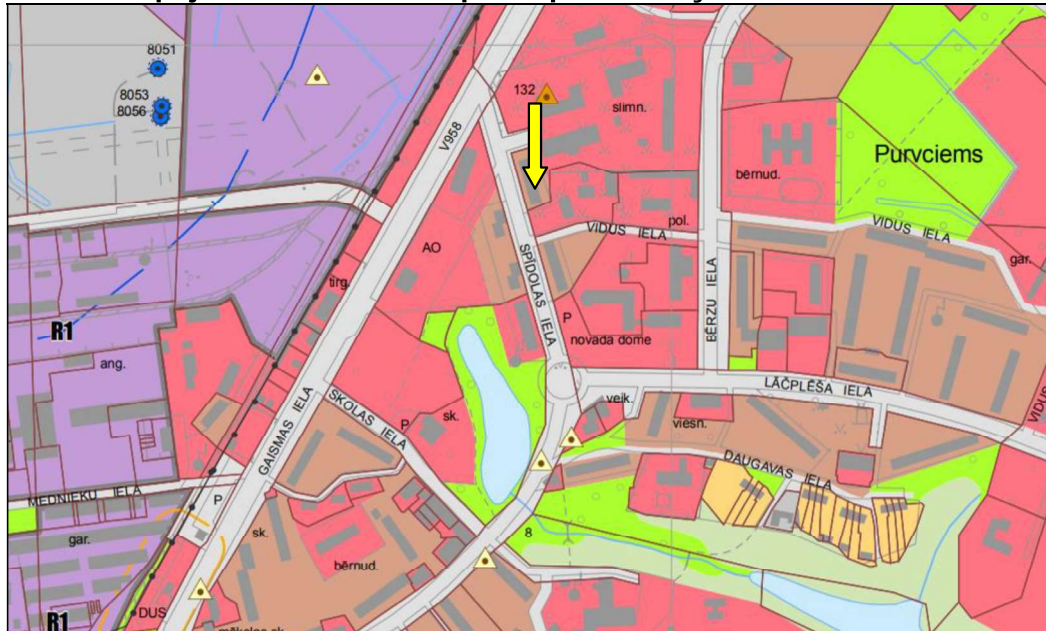 8051
8053
8056
132
slimn.
V958
bērnud.
Purvciems
pol.
VIDUS IELA
VIDUS IELA
gar.
AO
SPĪDOLAS IELA
BĒRZU IELA
tirg.
P
novada dome
R1
ang.
LĀČPLĒŠA IELA
GAISMAS IELA
SKOLAS IELA
P
sk.
veik.
viesn.
VIDUS
DAUGAVAS IELA
MEDNIEKU IELA
P
gar.
sk.
8
bērnud.
DUS
R1